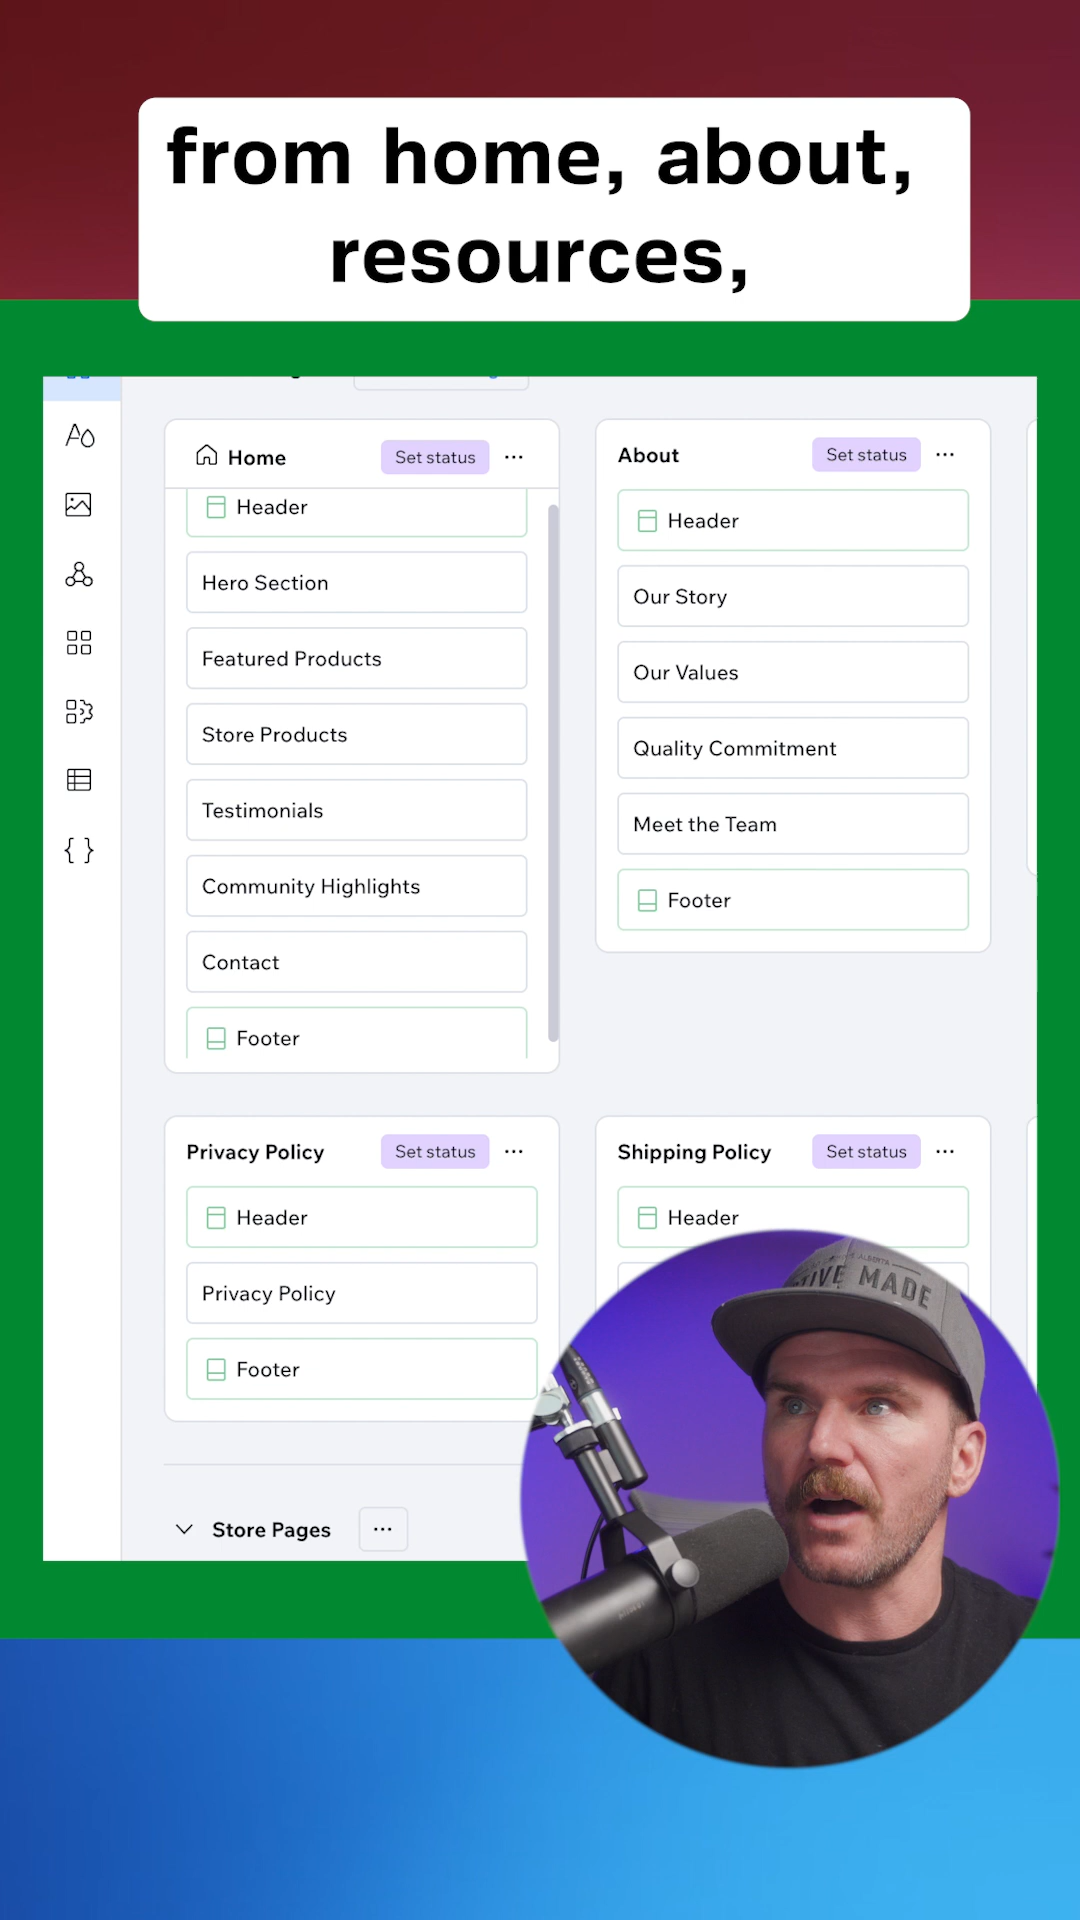 from home, about,
resources,
Home
Set status
Header
Hero Section
Featured Products
Store Products
Testimonials
Community Highlights
Contact
Footer
About
Set status
Header
Our Story
Our Values
Quality Commitment
Meet the Team
Footer
Privacy Policy
Set status
Header
Privacy Policy
Footer
Shipping Policy
Set status
Header
Store Pages
ALBERTA
MADE